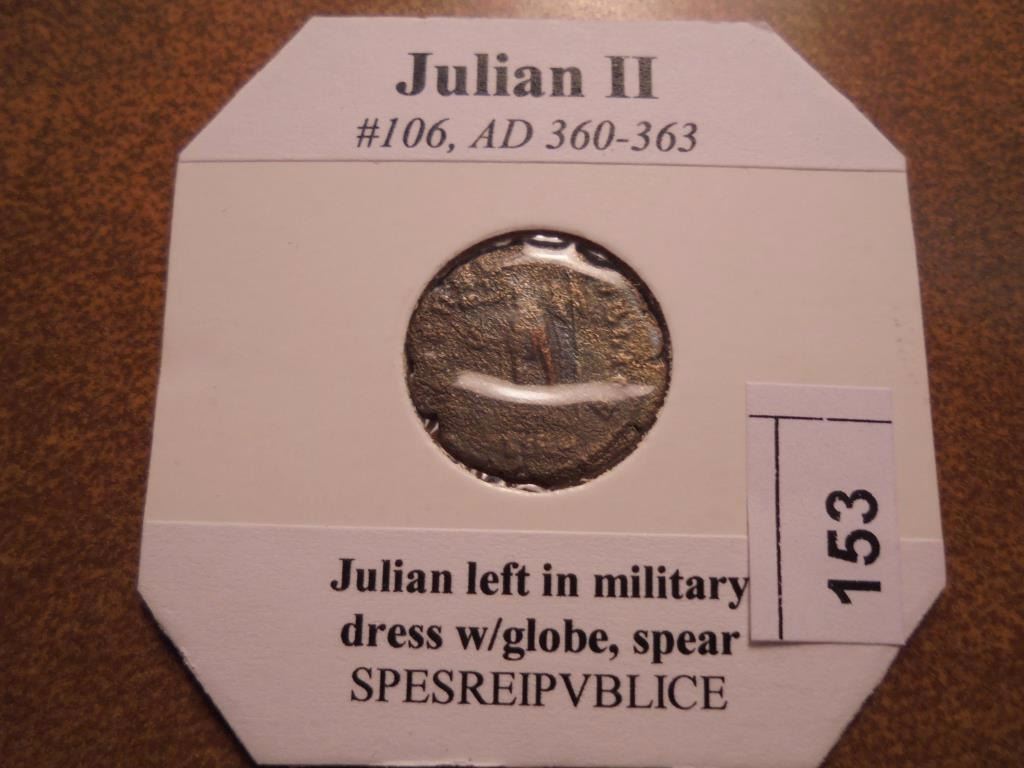 Julian II
#106, AD 360-363
Julian left in military
dress w/globe, spear
SPESREIPVBLICE
153